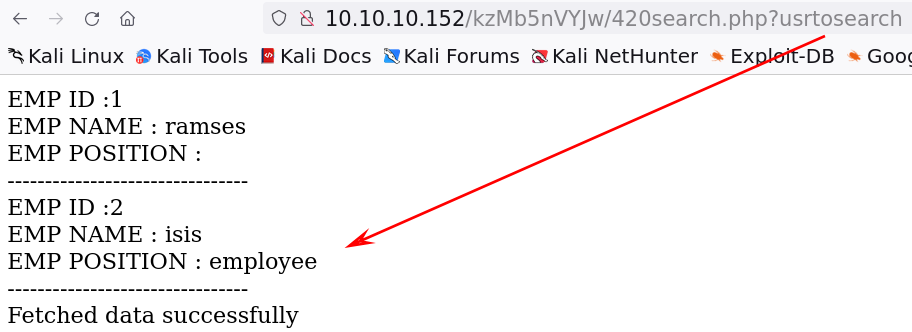 10.10.10.152/kzMb5nVYJw/420search.php?usrtosearch
Kali Linux Kali Tools Kali Docs Kali Forums Kali NetHunter Exploit-DB Goog
EMP ID :1
EMP NAME : ramses
EMP POSITION :
--------------------------------
EMP ID :2
EMP NAME : isis
EMP POSITION : employee
--------------------------------
Fetched data successfully